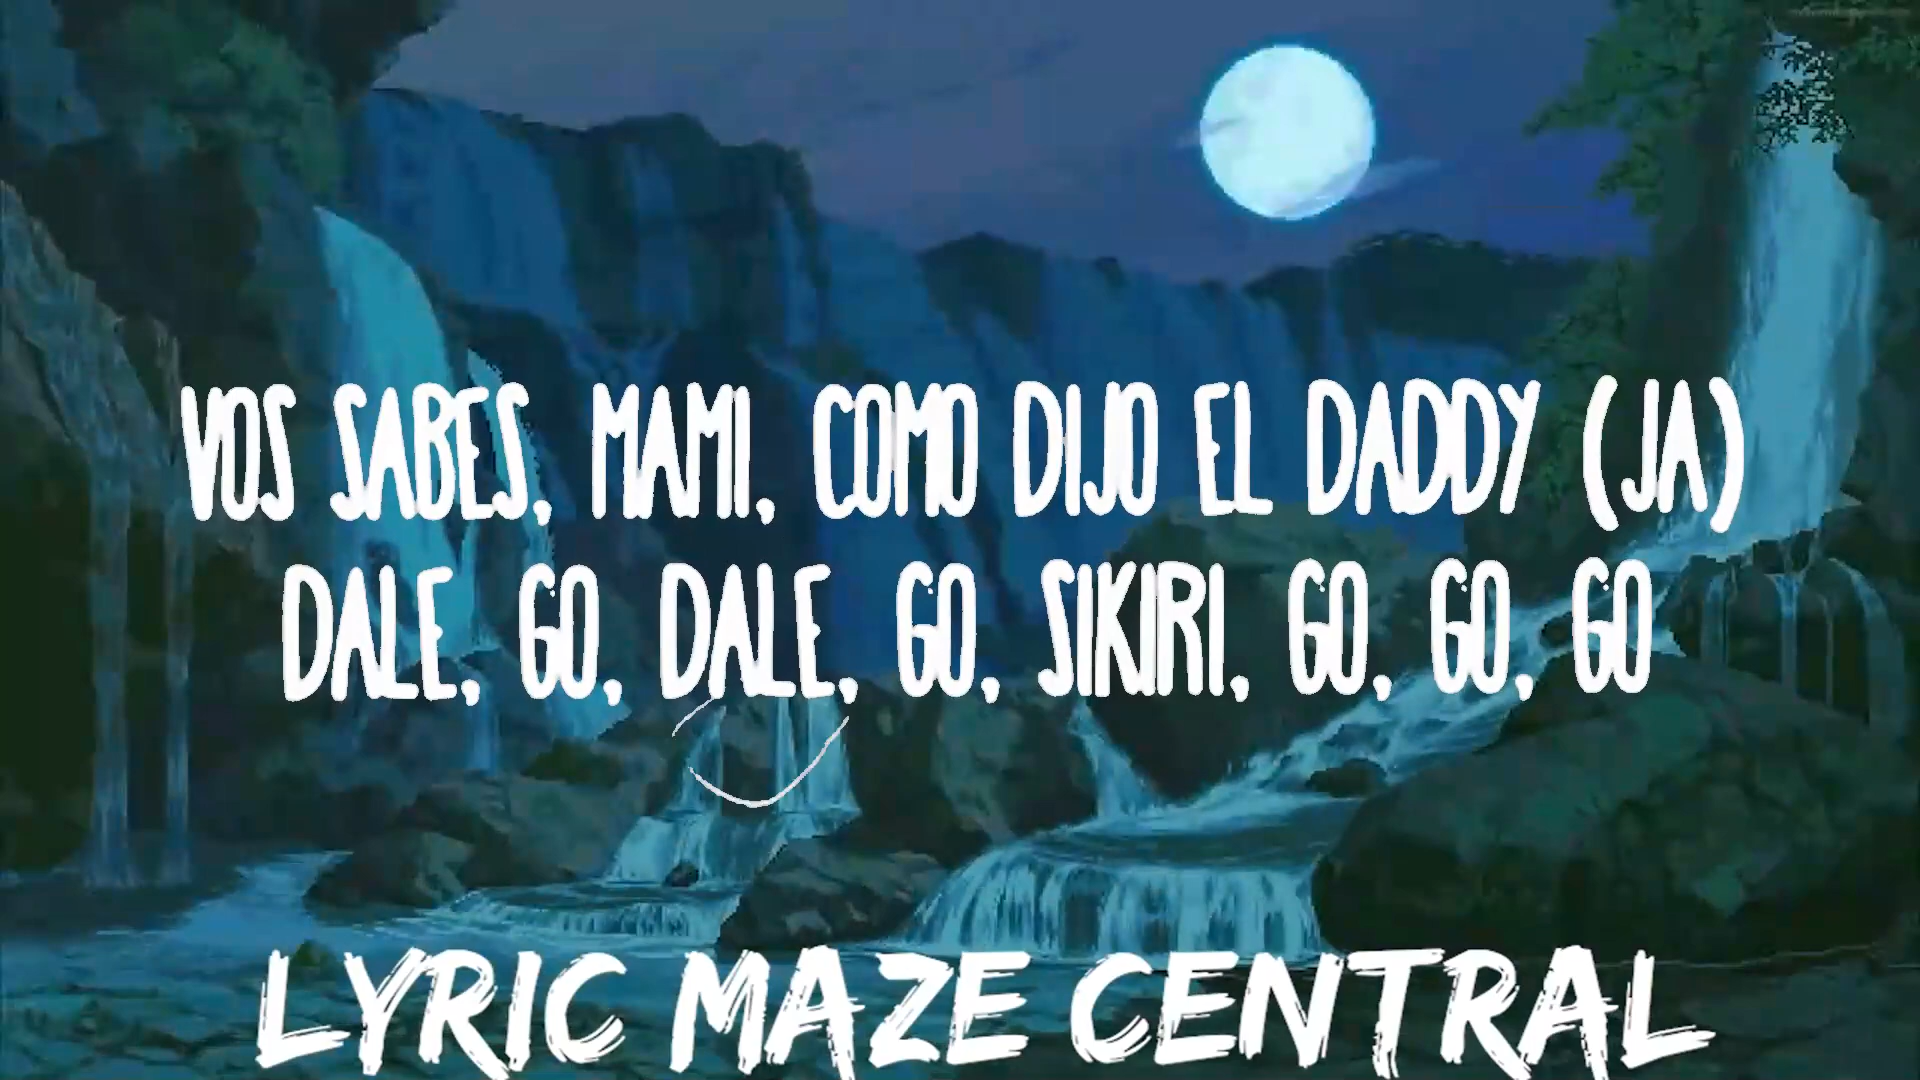 VOS SABES, MAMI, COMO DIJO EL DADDY (JA)
DALE, GO, DALE, GO, SIKIRI, GO, GO, GO
LYRIC MAZE CENTRAL